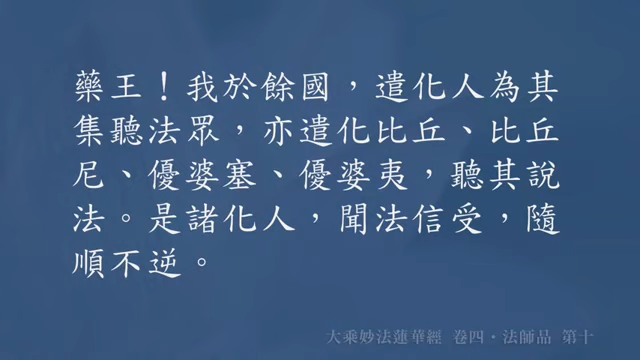 藥王！我於餘國，遣化人為其
集聽法眾，亦遣化比丘、比丘
尼、優婆塞、優婆夷，聽其說
法。是諸化人，聞法信受，隨
順不逆。
大乘妙法蓮華經 卷四·法師品 第十